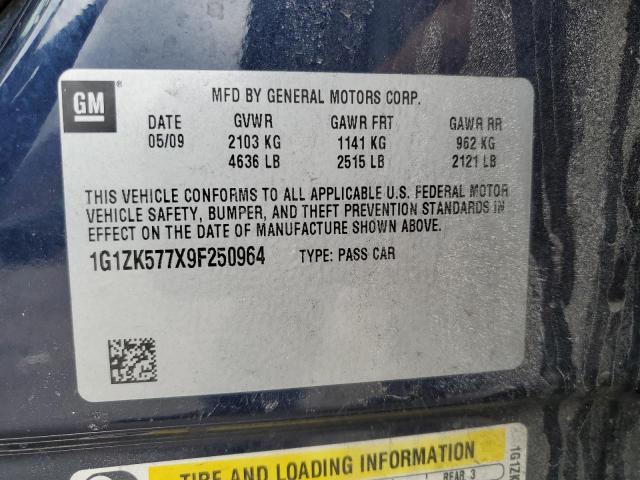 GM
MFD BY GENERAL MOTORS CORP.
DATE GVWR GAWR FRT GAWR RR
05/09 2103 KG 1141 KG 962 KG
4636 LB 2515 LB 2121 LB
THIS VEHICLE CONFORMS TO ALL APPLICABLE U.S. FEDERAL MOTOR
VEHICLE SAFETY, BUMPER, AND THEFT PREVENTION STANDARDS IN
EFFECT ON THE DATE OF MANUFACTURE SHOWN ABOVE.
1G1ZK577X9F250964 TYPE: PASS CAR
TIRE AND LOADING INFORMATION
REAR 3
1G1ZK